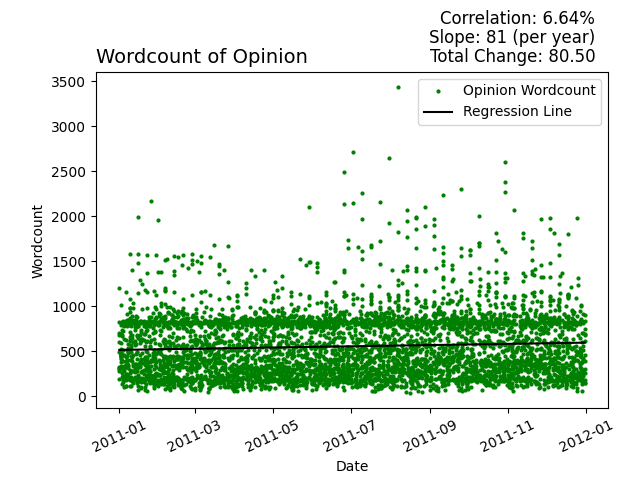 Correlation: 6.64%
Slope: 81 (per year)
Total Change: 80.50
Wordcount of Opinion
Opinion Wordcount
Regression Line
3500
3000
2500
2000
1500
1000
500
0
Wordcount
2011-01
2011-03
2011-05
2011-07
2011-09
2011-11
2012-01
Date